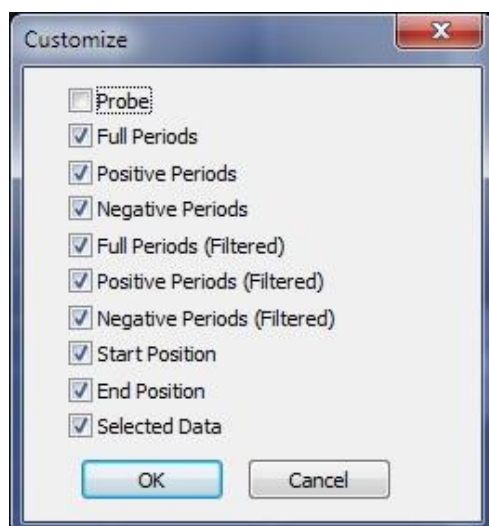 Customize
Probe
Full Periods
Positive Periods
Negative Periods
Full Periods (Filtered)
Positive Periods (Filtered)
Negative Periods (Filtered)
Start Position
End Position
Selected Data
OK Cancel